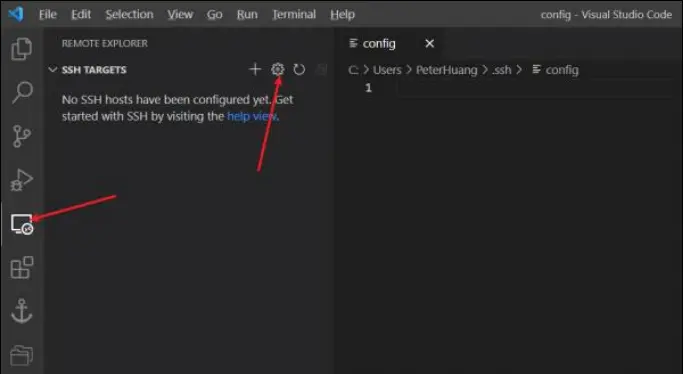 File Edit Selection View Go Run Terminal Help config - Visual Studio Code
REMOTE EXPLORER
config
SSH TARGETS
C: > Users > PeterHuang > .ssh > config
No SSH hosts have been configured yet. Get
started with SSH by visiting the help view.
1